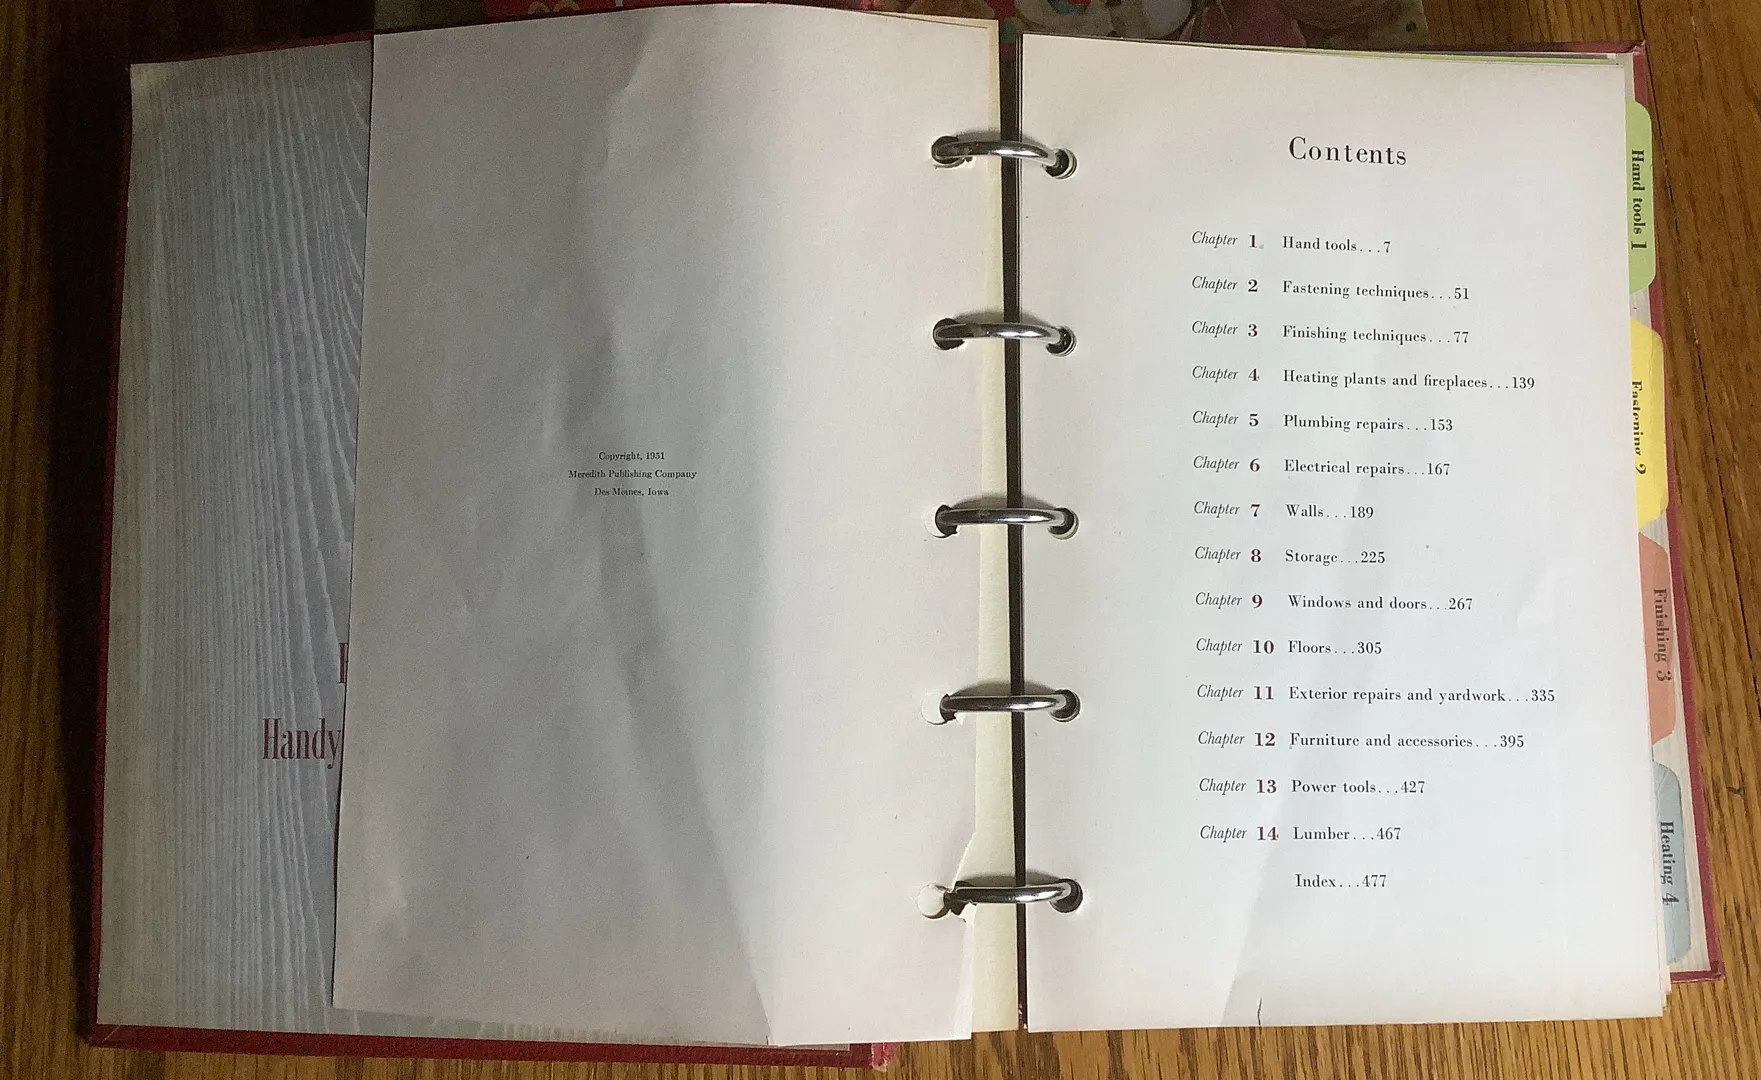 Handy
Copyright, 1951
Meredith Publishing Company
Des Moines, Iowa
Contents
Chapter 1. Hand tools...7
Chapter 2 Fastening techniques...51
Chapter 3 Finishing techniques...77
Chapter 4 Heating plants and fireplaces...139
Chapter 5 Plumbing repairs...153
Chapter 6 Electrical repairs...167
Chapter 7 Walls...189
Chapter 8 Storage...225
Chapter 9 Windows and doors...267
Chapter 10 Floors...305
Chapter 11 Exterior repairs and yardwork...335
Chapter 12 Furniture and accessories...395
Chapter 13 Power tools...427
Chapter 14 Lumber...467
Index...477
Hand tools 1
Fastening 2
Finishing 3
Heating 4